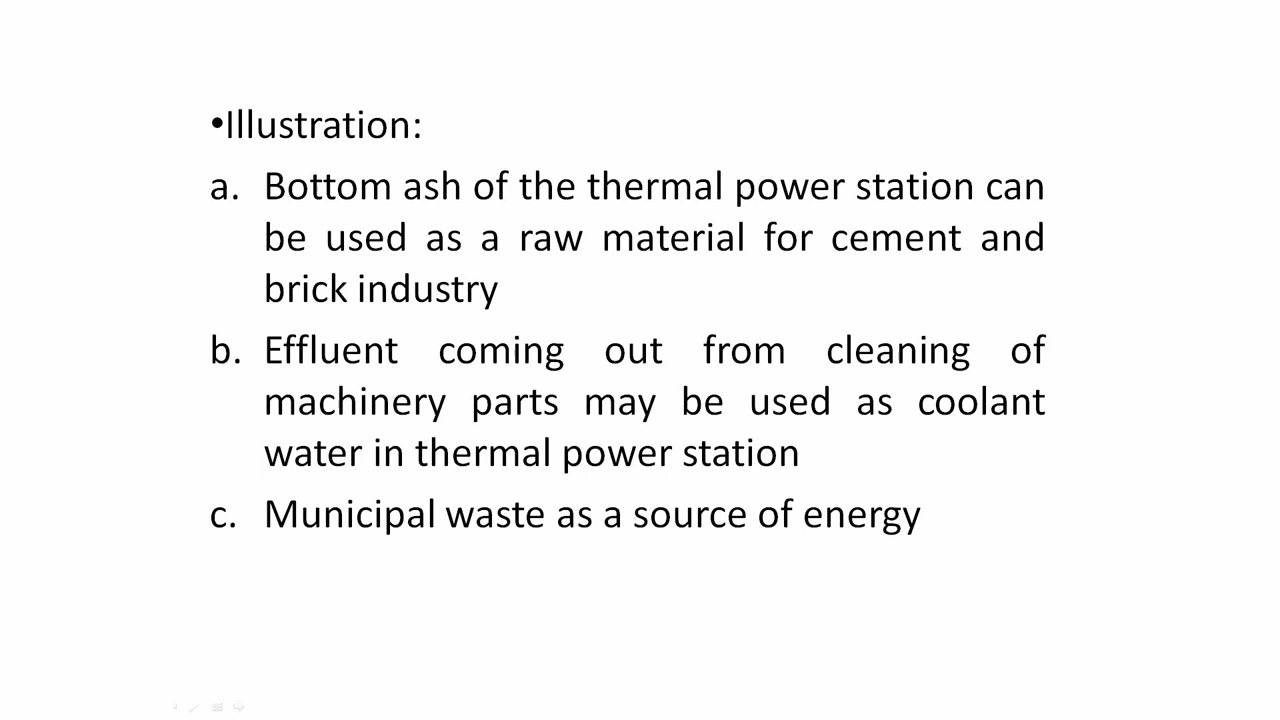 •Illustration:
a. Bottom ash of the thermal power station can
be used as a raw material for cement and
brick industry
b. Effluent coming out from cleaning of
machinery parts may be used as coolant
water in thermal power station
c. Municipal waste as a source of energy